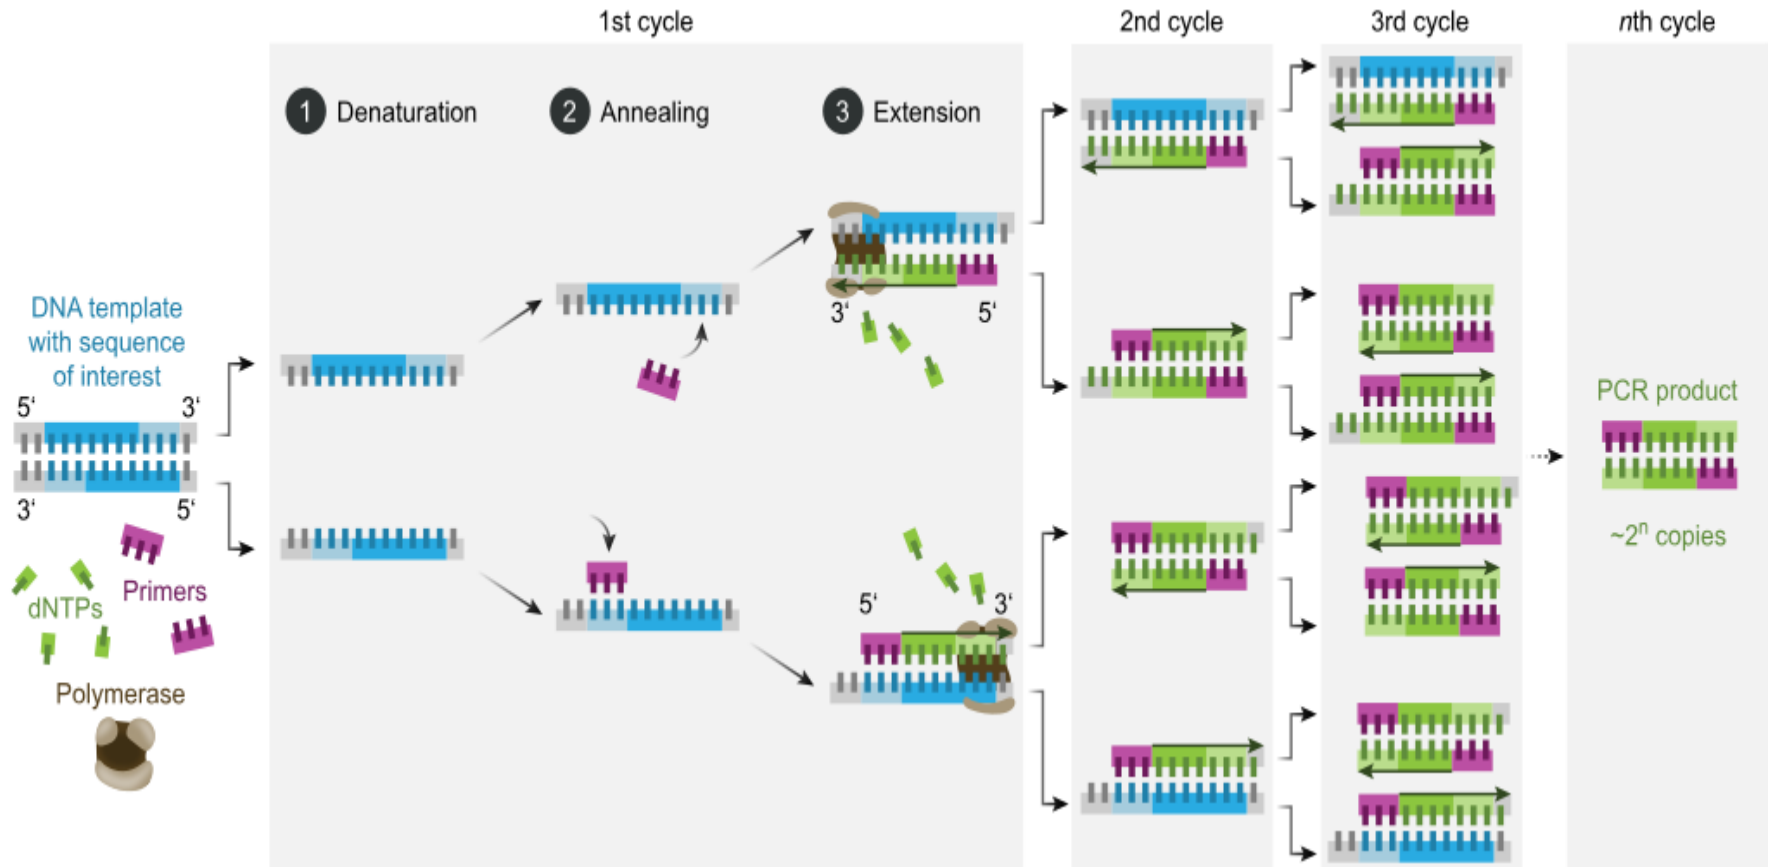 1st cycle
2nd cycle
3rd cycle
nth cycle
1 Denaturation
2 Annealing
3 Extension
DNA template
with sequence
of interest
5‘ 3‘
3‘ 5‘
Primers
dNTPs
Polymerase
3‘ 5‘
5‘ 3‘
PCR product
~2ⁿ copies